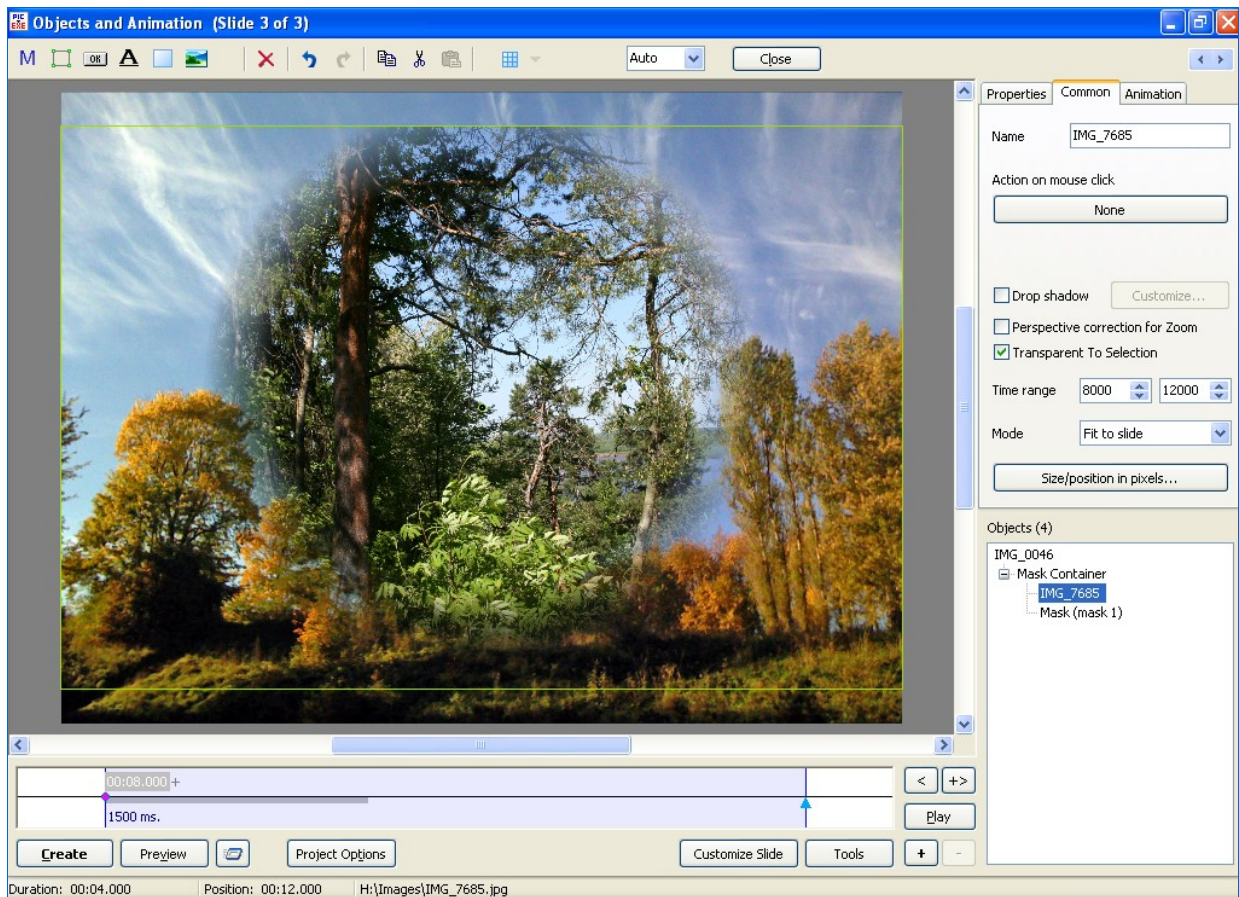 PIC EXE Objects and Animation (Slide 3 of 3)
M OK A Auto Close
Properties Common Animation
Name IMG_7685
Action on mouse click
None
Drop shadow Customize...
Perspective correction for Zoom
Transparent To Selection
Time range 8000 12000
Mode Fit to slide
Size/position in pixels...
Objects (4)
IMG_0046
Mask Container
IMG_7685
Mask (mask 1)
00:08.000 +
1500 ms.
< +>
Play
Create Preview Project Options Customize Slide Tools + -
Duration: 00:04.000 Position: 00:12.000 H:\Images\IMG_7685.jpg